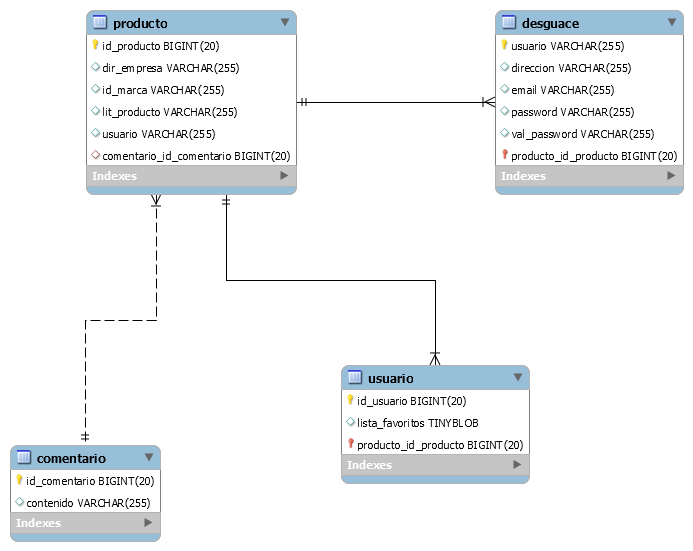 producto
id_producto BIGINT(20)
dir_empresa VARCHAR(255)
id_marca VARCHAR(255)
lit_producto VARCHAR(255)
usuario VARCHAR(255)
comentario_id_comentario BIGINT(20)
Indexes
desguace
usuario VARCHAR(255)
direccion VARCHAR(255)
email VARCHAR(255)
password VARCHAR(255)
val_password VARCHAR(255)
producto_id_producto BIGINT(20)
Indexes
usuario
id_usuario BIGINT(20)
lista_favoritos TINYBLOB
producto_id_producto BIGINT(20)
Indexes
comentario
id_comentario BIGINT(20)
contenido VARCHAR(255)
Indexes